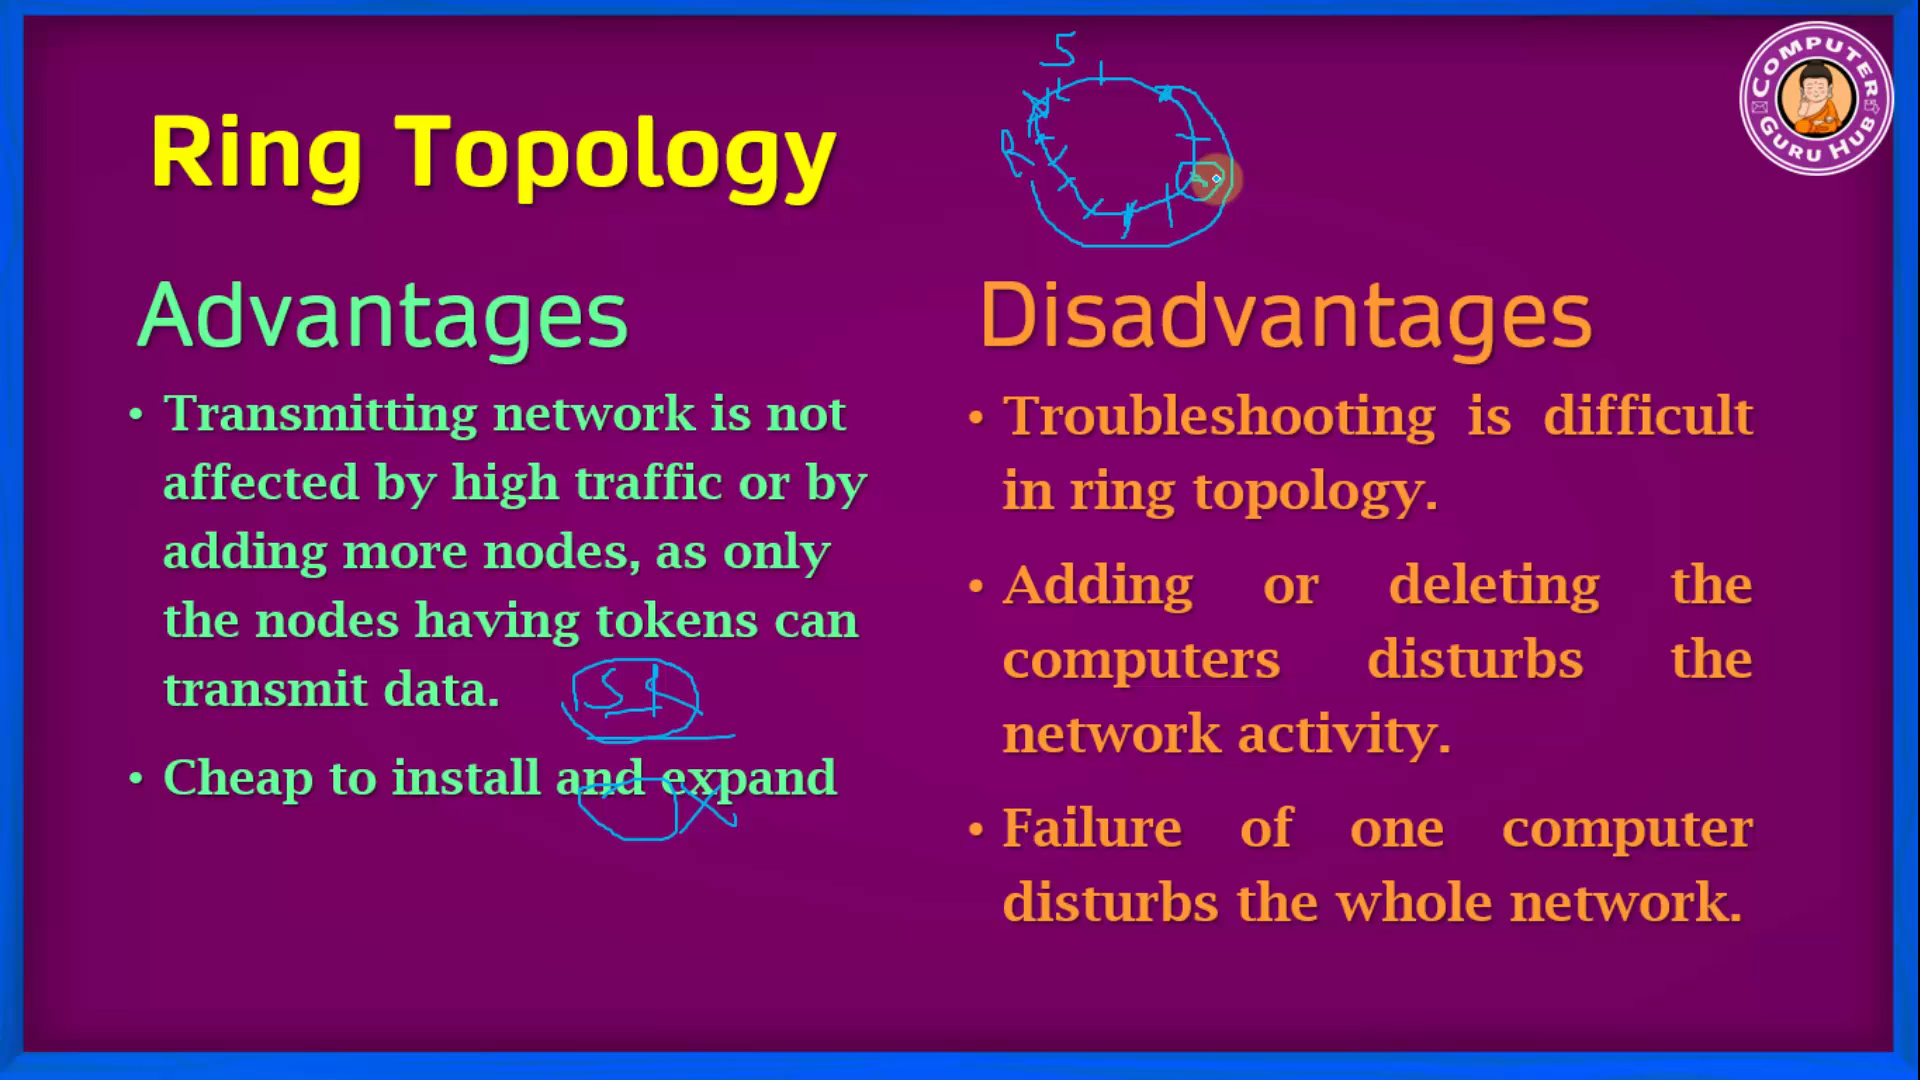 S
R
Ring Topology
COMPUTER
GURU HUB
Advantages
• Transmitting network is not
affected by high traffic or by
adding more nodes, as only
the nodes having tokens can
transmit data.
• Cheap to install and expand
Disadvantages
• Troubleshooting is difficult
in ring topology.
• Adding or deleting the
computers disturbs the
network activity.
• Failure of one computer
disturbs the whole network.